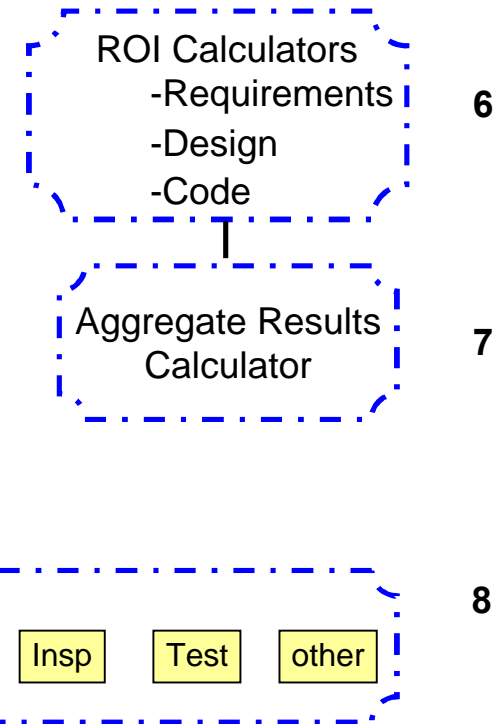 ROI Calculators
-Requirements
-Design
-Code
6
Aggregate Results
Calculator
7
8
Insp Test other